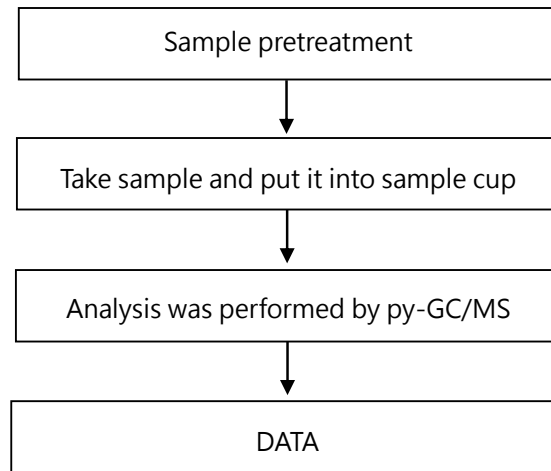 Sample pretreatment
Take sample and put it into sample cup
Analysis was performed by py-GC/MS
DATA